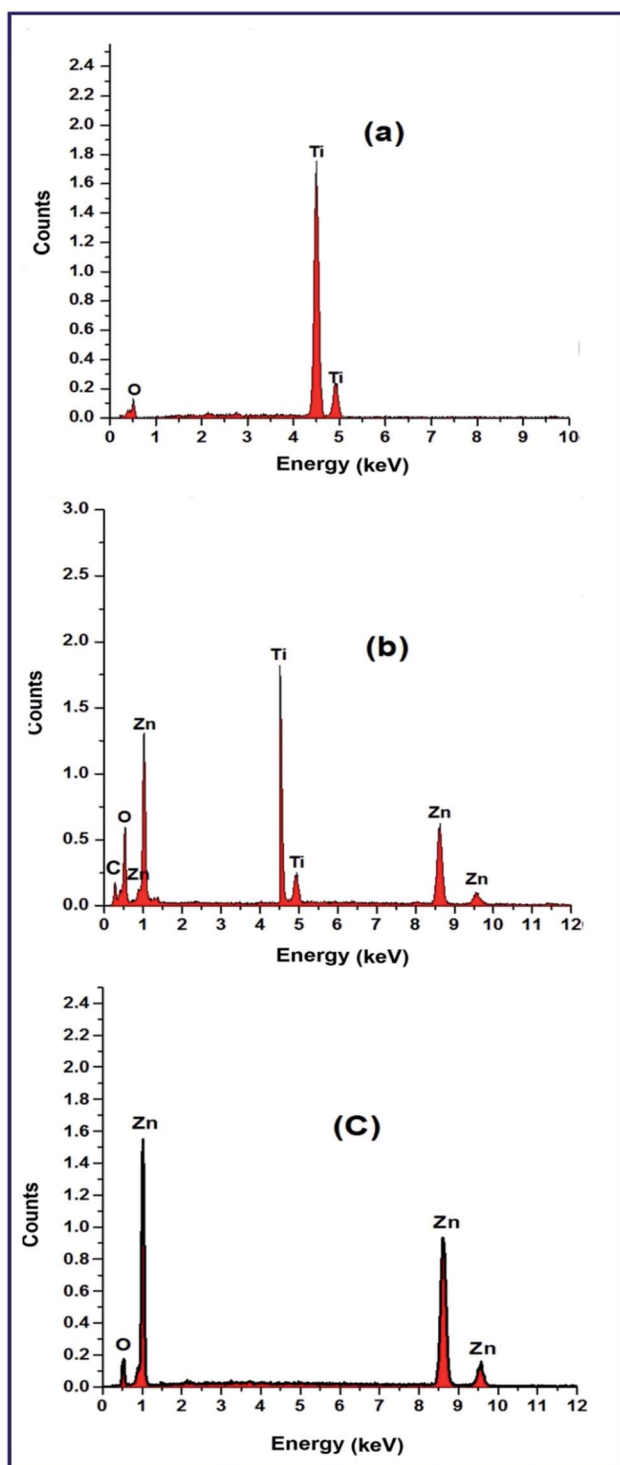 2.4
2.2
2.0
1.8
1.6
1.4
1.2
1.0
0.8
0.6
0.4
0.2
0.0
Counts
(a)
Ti
Ti
O
0 1 2 3 4 5 6 7 8 9 10
Energy (keV)
3.0
2.5
2.0
1.5
1.0
0.5
0.0
Counts
(b)
Ti
Zn
O
C
Zn
Ti
Zn
Zn
0 1 2 3 4 5 6 7 8 9 10 11 12
Energy (keV)
2.4
2.2
2.0
1.8
1.6
1.4
1.2
1.0
0.8
0.6
0.4
0.2
0.0
Counts
(C)
Zn
O
Zn
Zn
0 1 2 3 4 5 6 7 8 9 10 11 12
Energy (keV)